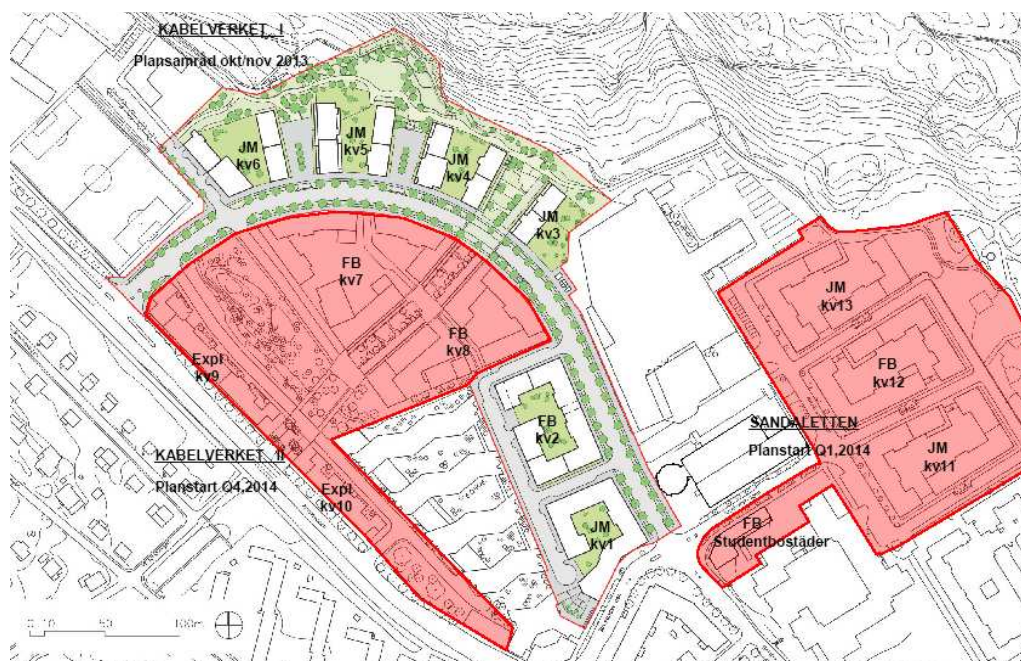 KABELVERKET I
Plansamråd okt/nov 2013
JM
kv6
JM
kv5
JM
kv4
JM
kv3
FB
kv7
FB
kv8
Expl
kv9
KABELVERKET II
Planstart Q4,2014
Expl
kv10
FB
kv2
JM
kv1
JM
kv13
FB
kv12
SANDALETTEN
Planstart Q1,2014
JM
kv11
FB
Studentbostäder
0 10 50 100m